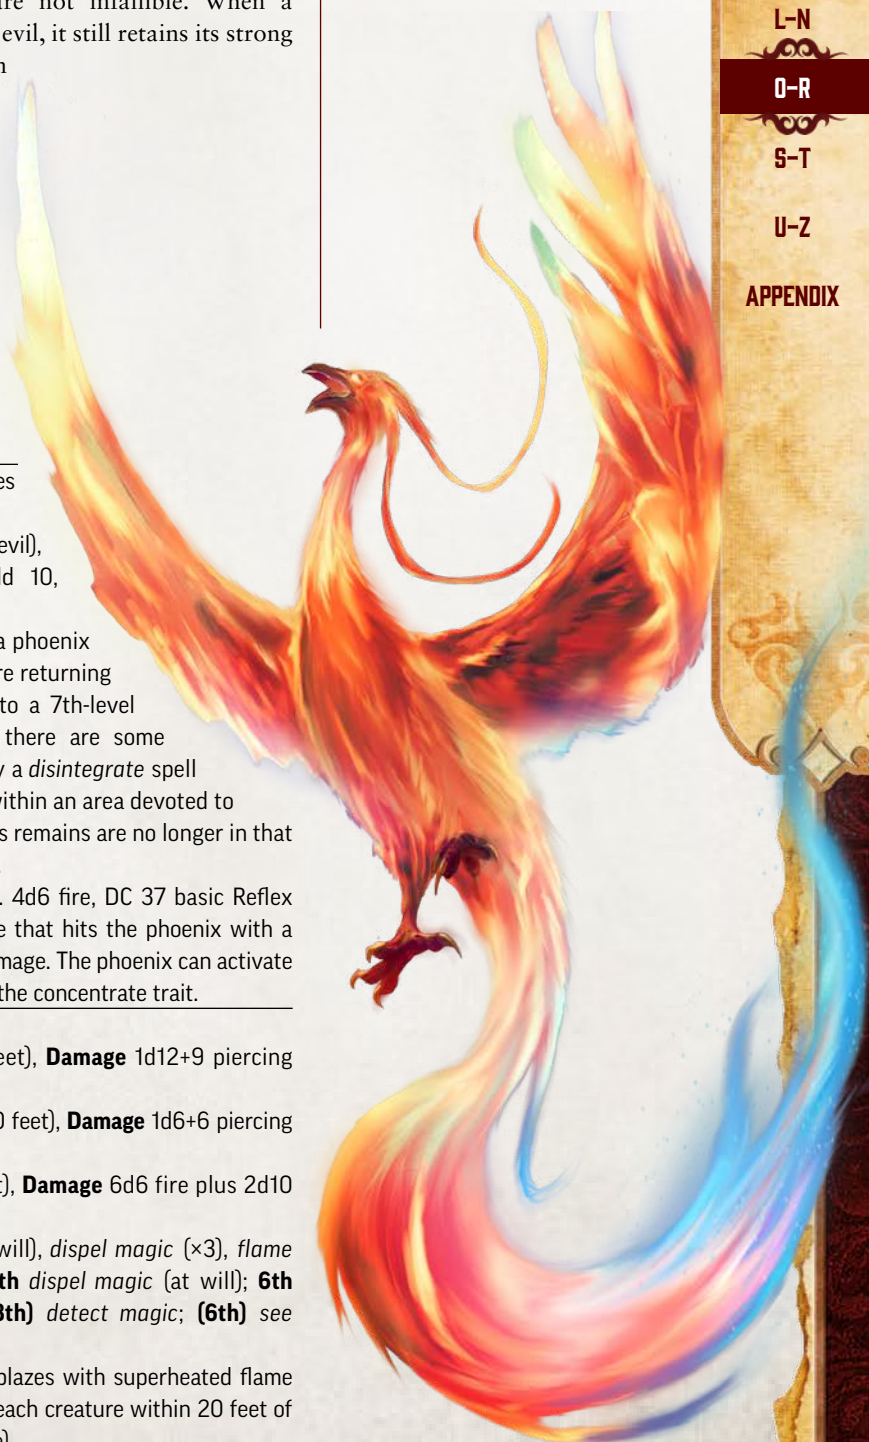 are not infallible. When a
evil, it still retains its strong
es
evil),
10,
a phoenix
re returning
to a 7th-level
there are some
a disintegrate spell
within an area devoted to
s remains are no longer in that
4d6 fire, DC 37 basic Reflex
e that hits the phoenix with a
mage. The phoenix can activate
the concentrate trait.
eet), Damage 1d12+9 piercing
0 feet), Damage 1d6+6 piercing
t), Damage 6d6 fire plus 2d10
will), dispel magic (×3), flame
th dispel magic (at will); 6th
8th) detect magic; (6th) see
blazes with superheated flame
each creature within 20 feet of
L–N
O–R
S–T
U–Z
APPENDIX